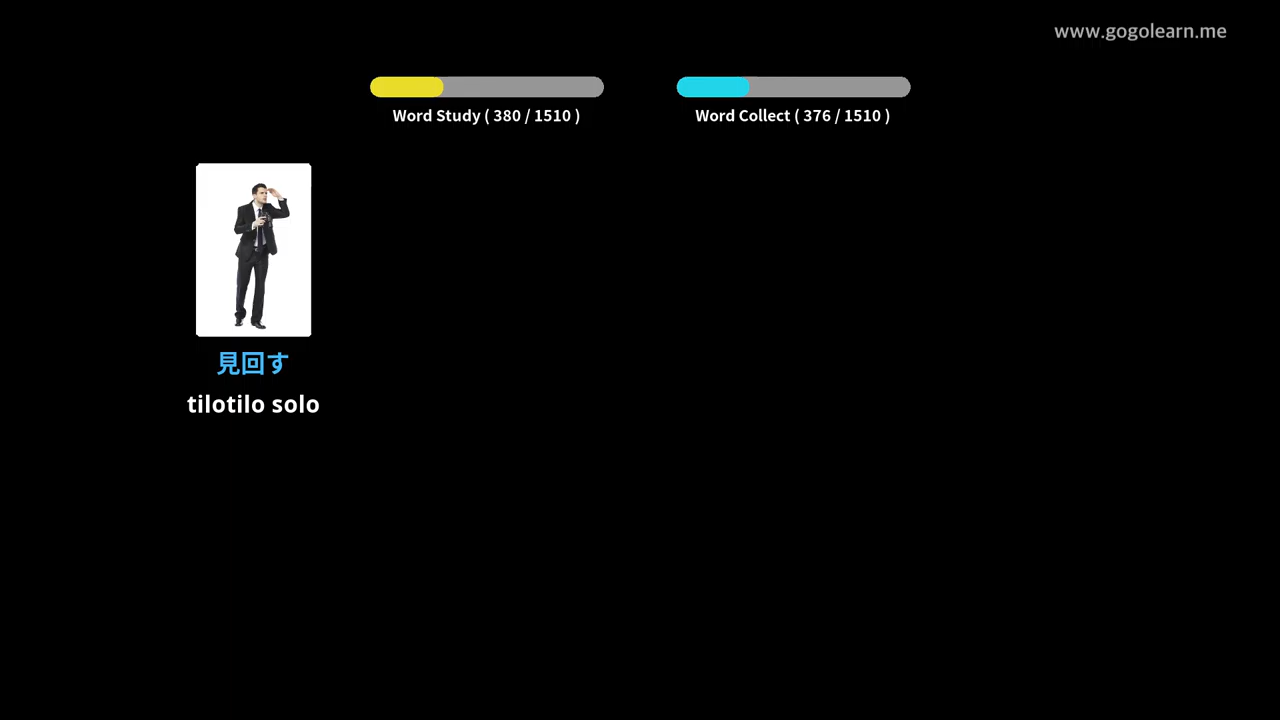 www.gogolearn.me
Word Study ( 380 / 1510 )
Word Collect ( 376 / 1510 )
見回す
tilotilo solo